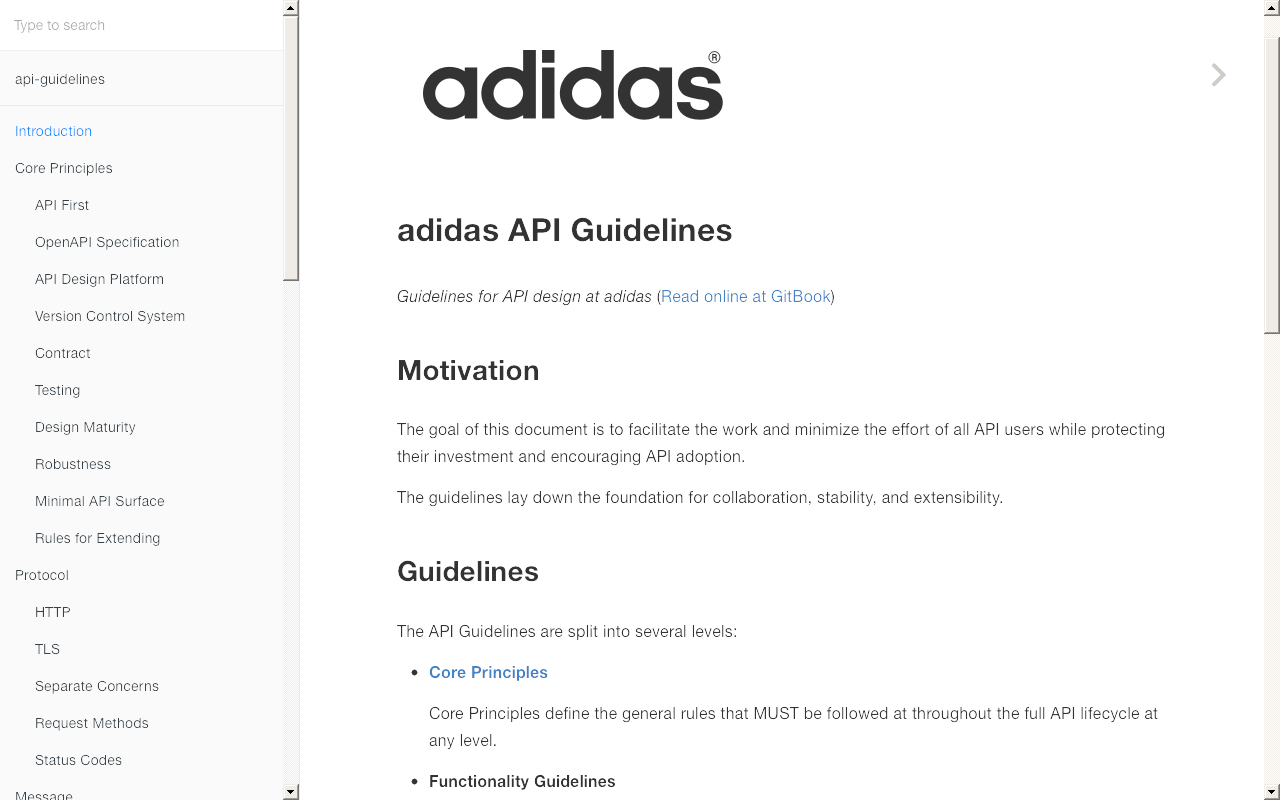 Type to search
api-guidelines
Introduction
Core Principles
API First
OpenAPI Specification
API Design Platform
Version Control System
Contract
Testing
Design Maturity
Robustness
Minimal API Surface
Rules for Extending
Protocol
HTTP
TLS
Separate Concerns
Request Methods
Status Codes
Message
adidas®
adidas API Guidelines
Guidelines for API design at adidas (Read online at GitBook)
Motivation
The goal of this document is to facilitate the work and minimize the effort of all API users while protecting
their investment and encouraging API adoption.
The guidelines lay down the foundation for collaboration, stability, and extensibility.
Guidelines
The API Guidelines are split into several levels:
• Core Principles
Core Principles define the general rules that MUST be followed at throughout the full API lifecycle at
any level.
• Functionality Guidelines